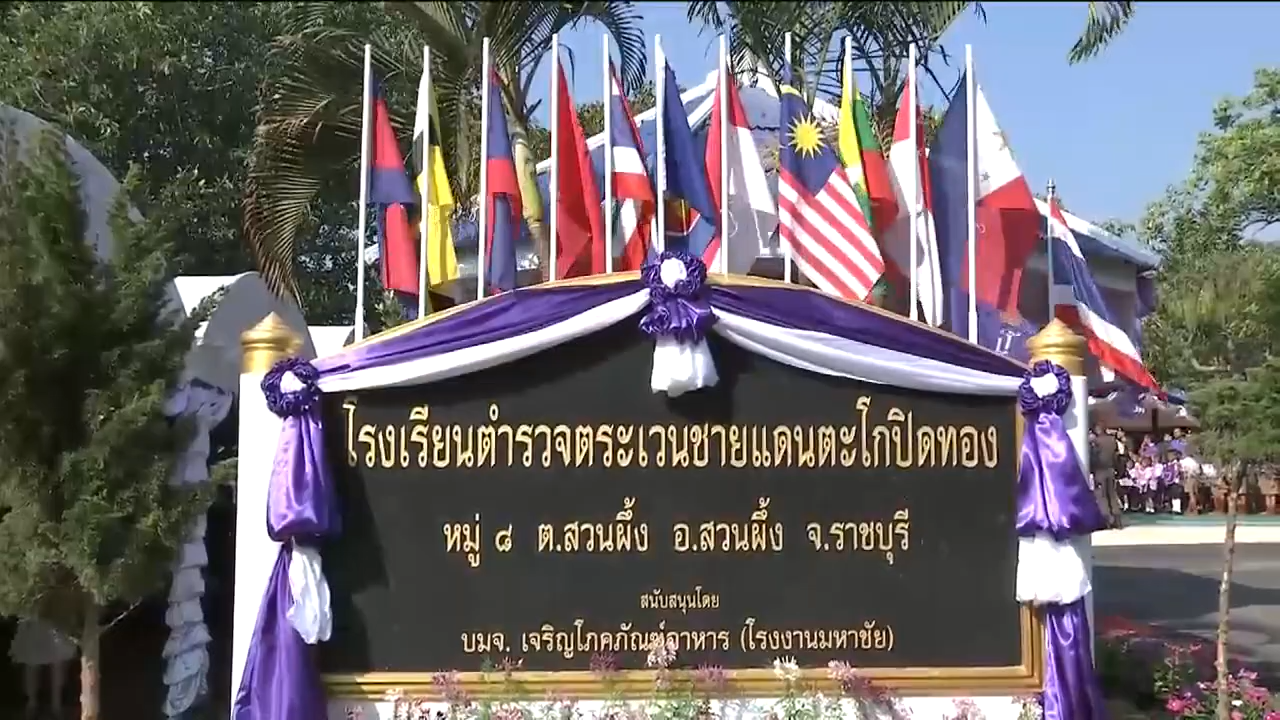 โรงเรียนตำรวจตระเวนชายแดนตะโกปิดทอง
หมู่ ๘ ต.สวนผึ้ง อ.สวนผึ้ง จ.ราชบุรี
สนับสนุนโดย
บมจ. เจริญโภคภัณฑ์อาหาร (โรงงานมหาชัย)